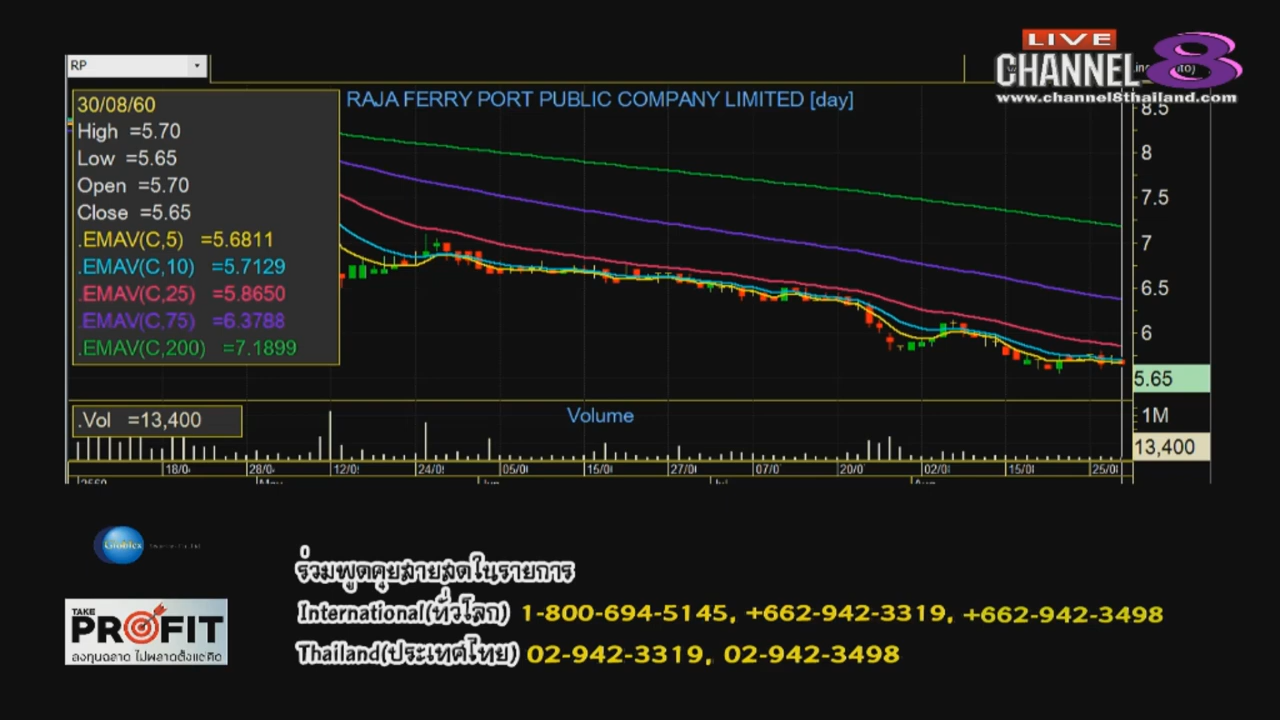 RP
LIVE
CHANNEL 8
www.channel8thailand.com
RAJA FERRY PORT PUBLIC COMPANY LIMITED [day]
30/08/60
High =5.70
Low =5.65
Open =5.70
Close =5.65
.EMAV(C,5) =5.6811
.EMAV(C,10) =5.7129
.EMAV(C,25) =5.8650
.EMAV(C,75) =6.3788
.EMAV(C,200) =7.1899
8.5
8
7.5
7
6.5
6
5.65
.Vol =13,400
Volume
1M
13,400
18/0 28/0 12/0 24/0 05/0 15/0 27/0 07/0 20/0 02/0 15/0 25/0
2560 May Jun Jul Aug
Globlex
ร่วมพูดคุยสายสดในรายการ
International(ทั่วโลก) 1-800-694-5145, +662-942-3319, +662-942-3498
Thailand(ประเทศไทย) 02-942-3319, 02-942-3498
TAKE
PROFIT
ลงทุนฉลาด ไม่พลาดตั้งแต่คิด